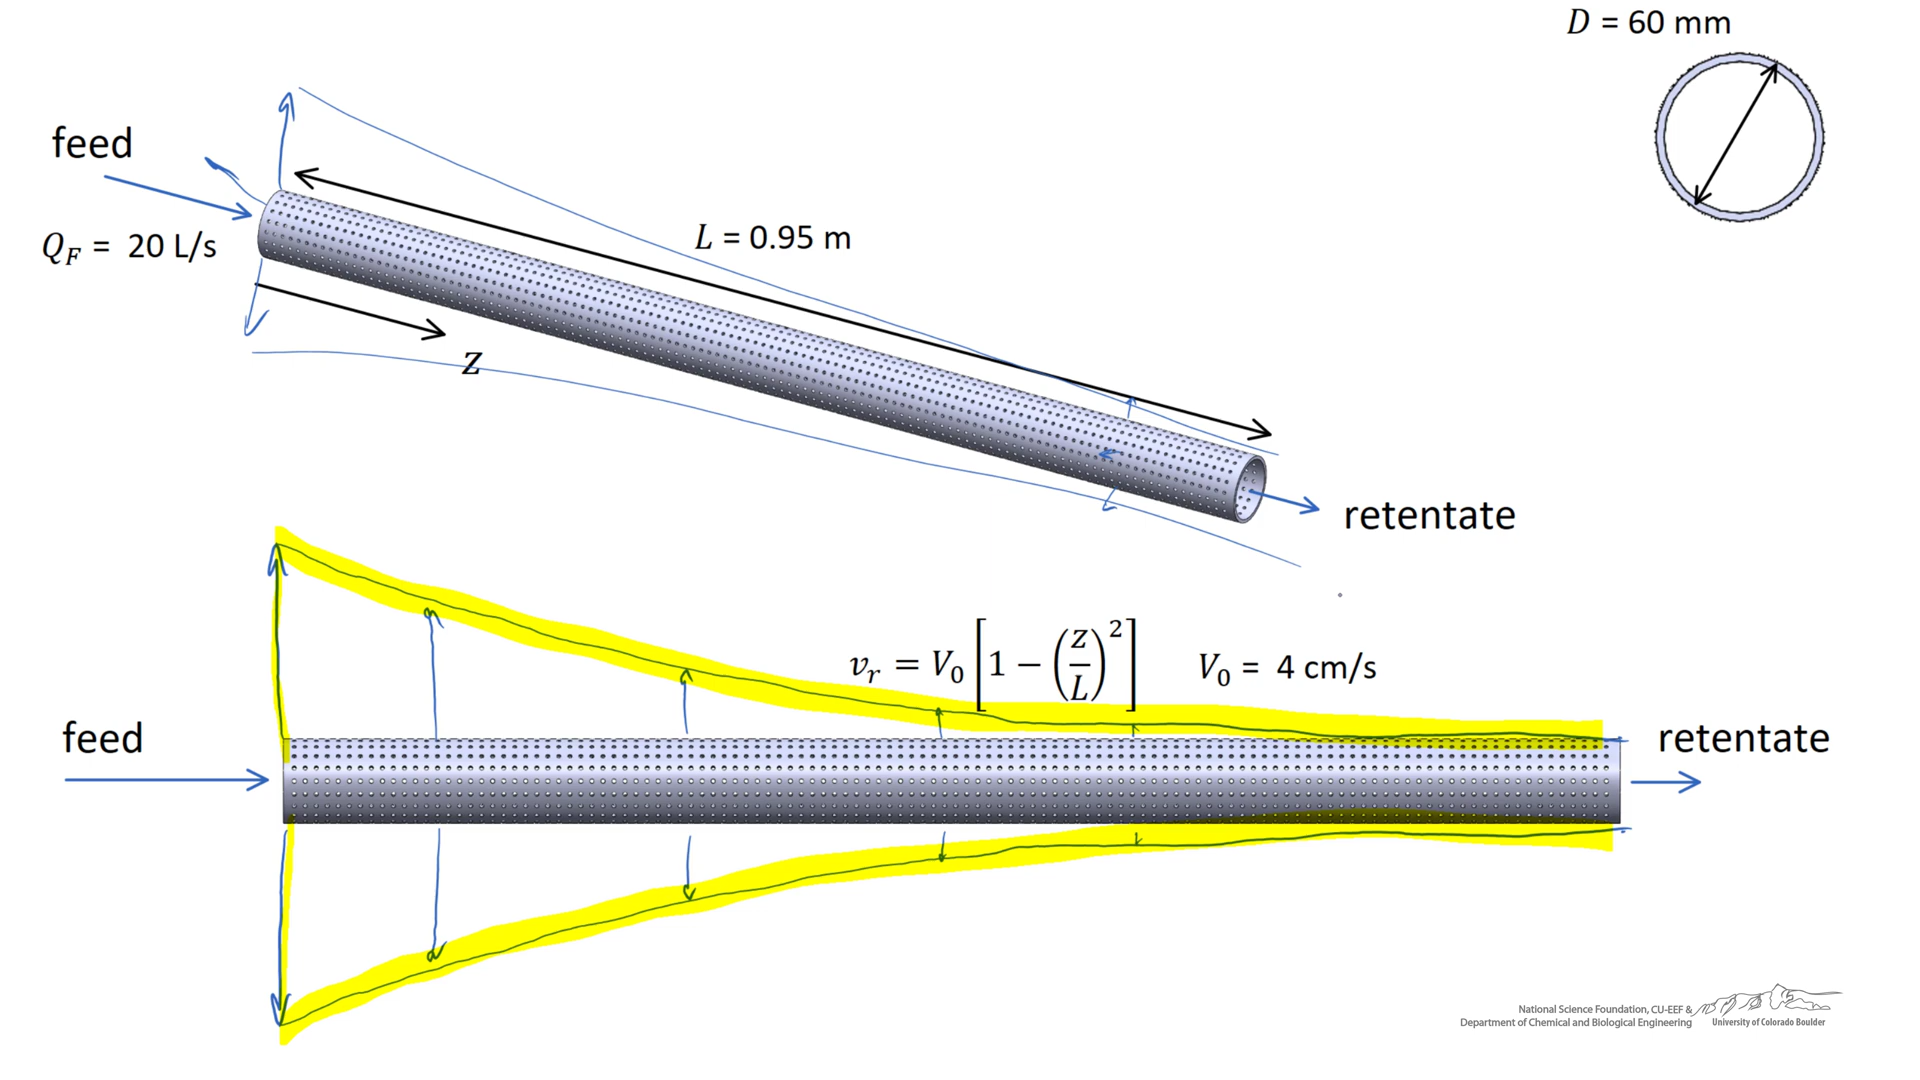 D = 60 mm
feed
Q_F = 20 L/s
L = 0.95 m
z
retentate
v_r = V_0 [1 − (z/L)^2]  V_0 = 4 cm/s
feed
retentate
National Science Foundation, CU-EEF &
Department of Chemical and Biological Engineering
University of Colorado Boulder